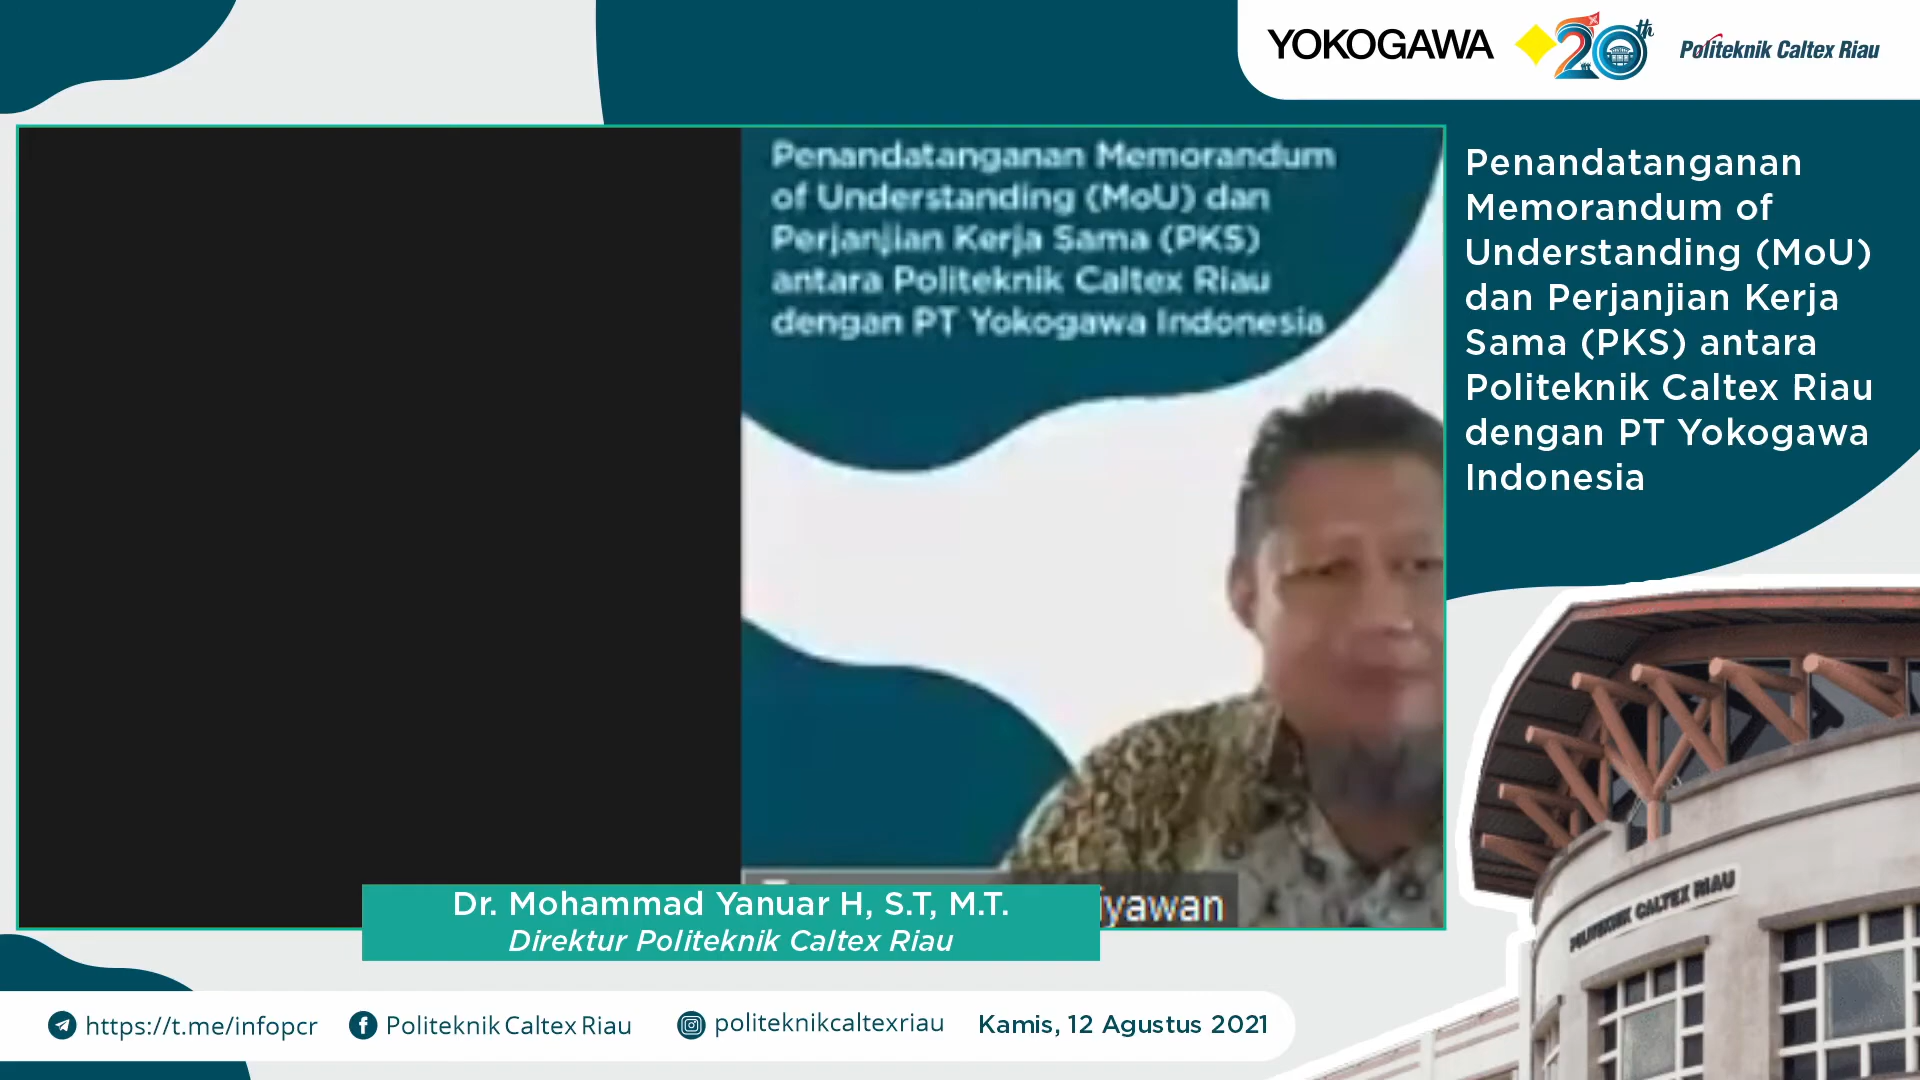 YOKOGAWA
20th
Politeknik Caltex Riau
Penandatanganan Memorandum
of Understanding (MoU) dan
Perjanjian Kerja Sama (PKS)
antara Politeknik Caltex Riau
dengan PT Yokogawa Indonesia
Penandatanganan
Memorandum of
Understanding (MoU)
dan Perjanjian Kerja
Sama (PKS) antara
Politeknik Caltex Riau
dengan PT Yokogawa
Indonesia
POLITEKNIK CALTEX RIAU
iyawan
Dr. Mohammad Yanuar H, S.T, M.T.
Direktur Politeknik Caltex Riau
https://t.me/infopcr
Politeknik Caltex Riau
politeknikcaltexriau
Kamis, 12 Agustus 2021